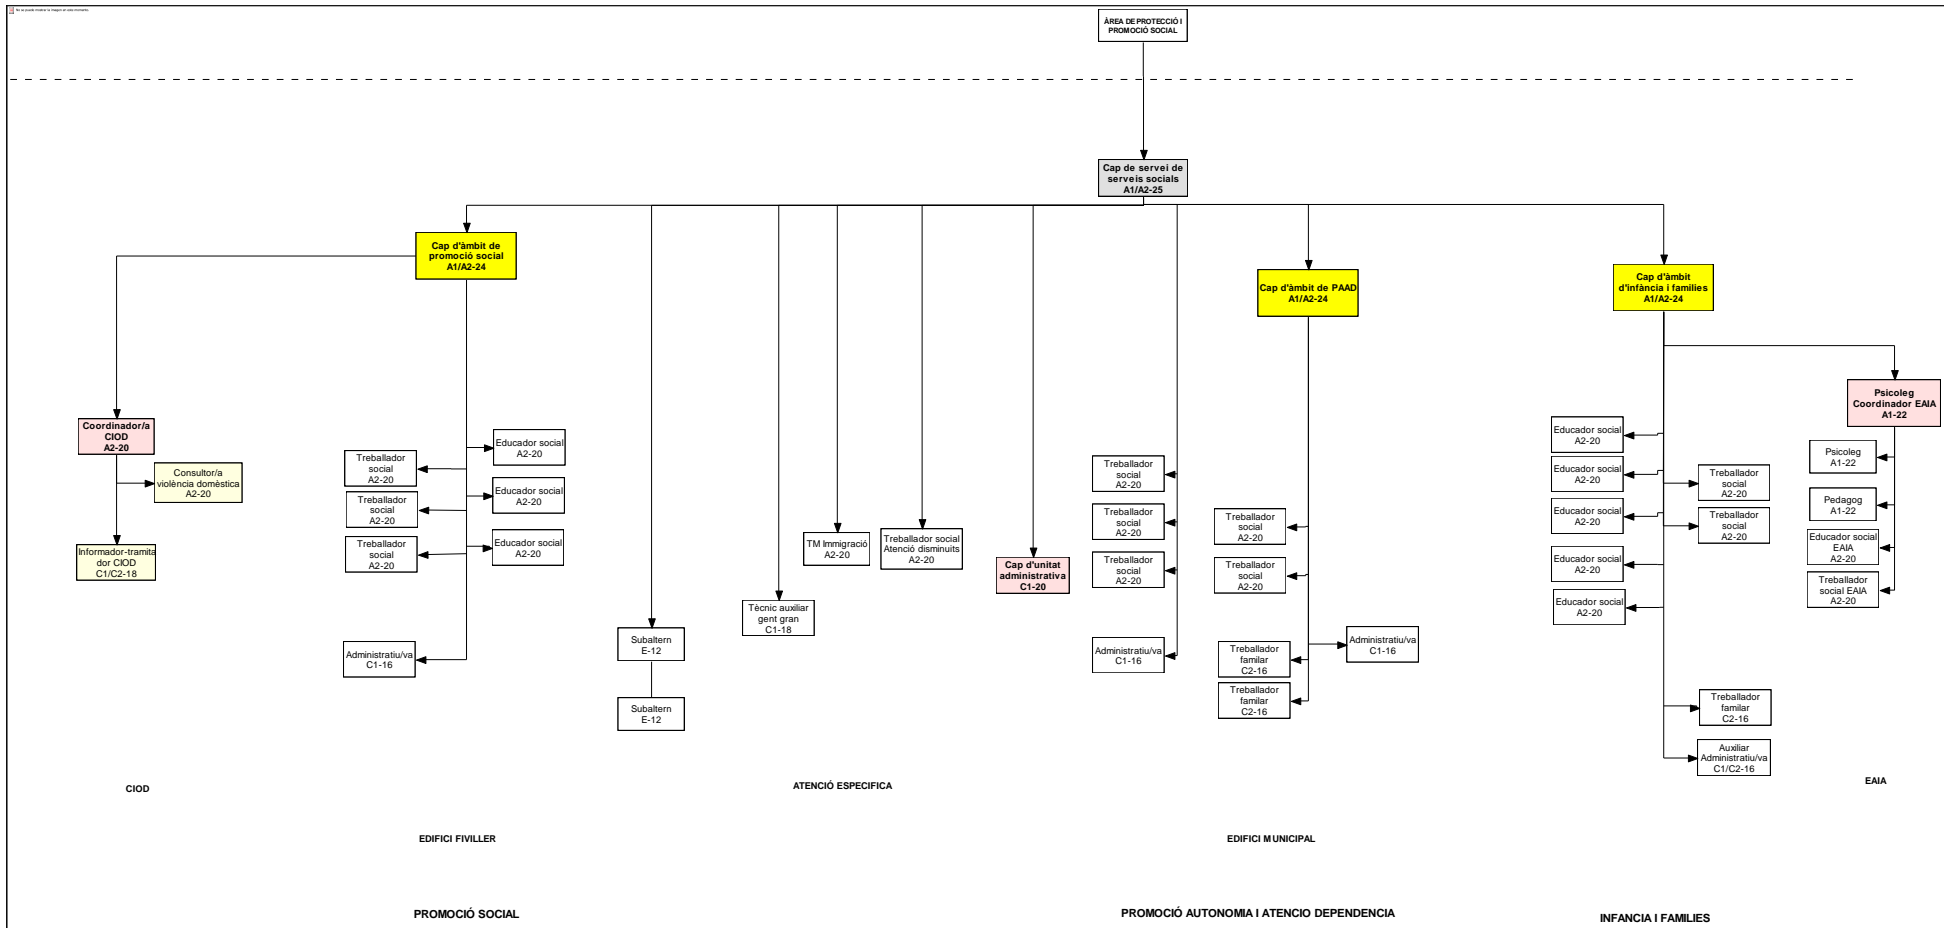 No se puede mostrar la imagen en este momento.
ÀREA DE PROTECCIÓ I
PROMOCIÓ SOCIAL
Cap de servei de
serveis socials
A1/A2-25
Cap d'àmbit de
promoció social
A1/A2-24
Cap d'àmbit de PAAD
A1/A2-24
Cap d'àmbit
d'infància i families
A1/A2-24
Coordinador/a
CIOD
A2-20
Consultor/a
violència domèstica
A2-20
Informador-tramita
dor CIOD
C1/C2-18
Treballador
social
A2-20
Treballador
social
A2-20
Treballador
social
A2-20
Administratiu/va
C1-16
Educador social
A2-20
Educador social
A2-20
Educador social
A2-20
Subaltern
E-12
Subaltern
E-12
Tècnic auxiliar
gent gran
C1-18
TM Immigració
A2-20
Treballador social
Atenció disminuits
A2-20
Cap d'unitat
administrativa
C1-20
Treballador
social
A2-20
Treballador
social
A2-20
Treballador
social
A2-20
Administratiu/va
C1-16
Treballador
social
A2-20
Treballador
social
A2-20
Treballador
familar
C2-16
Treballador
familar
C2-16
Administratiu/va
C1-16
Educador social
A2-20
Educador social
A2-20
Educador social
A2-20
Educador social
A2-20
Educador social
A2-20
Treballador
social
A2-20
Treballador
social
A2-20
Treballador
familar
C2-16
Auxiliar
Administratiu/va
C1/C2-16
Psicoleg
Coordinador EAIA
A1-22
Psicoleg
A1-22
Pedagog
A1-22
Educador social
EAIA
A2-20
Treballador
social EAIA
A2-20
CIOD
ATENCIÓ ESPECIFICA
EAIA
EDIFICI FIVILLER
EDIFICI MUNICIPAL
PROMOCIÓ SOCIAL
PROMOCIÓ AUTONOMIA I ATENCIO DEPENDENCIA
INFANCIA I FAMILIES